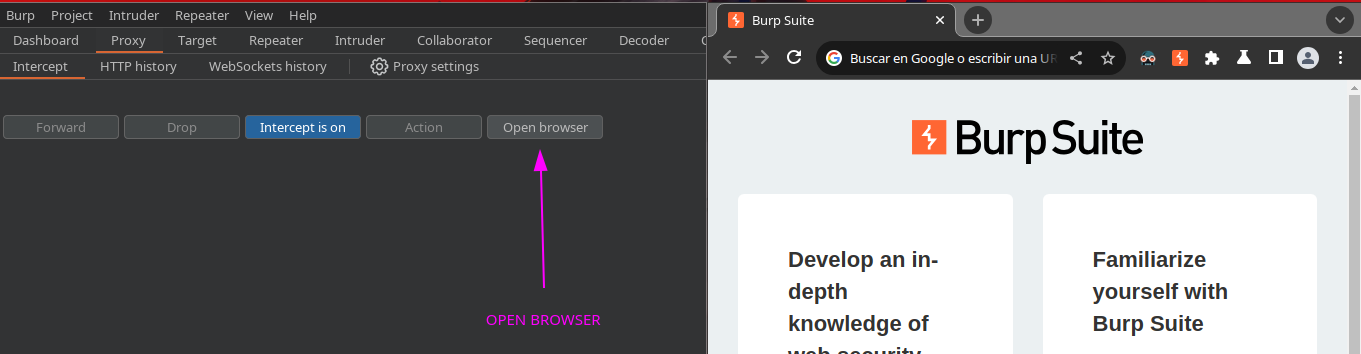 Burp Project Intruder Repeater View Help
Dashboard Proxy Target Repeater Intruder Collaborator Sequencer Decoder
Intercept HTTP history WebSockets history Proxy settings
Forward Drop Intercept is on Action Open browser
OPEN BROWSER
Burp Suite
Buscar en Google o escribir una UR
Burp Suite
Develop an in-
depth
knowledge of
web security
Familiarize
yourself with
Burp Suite